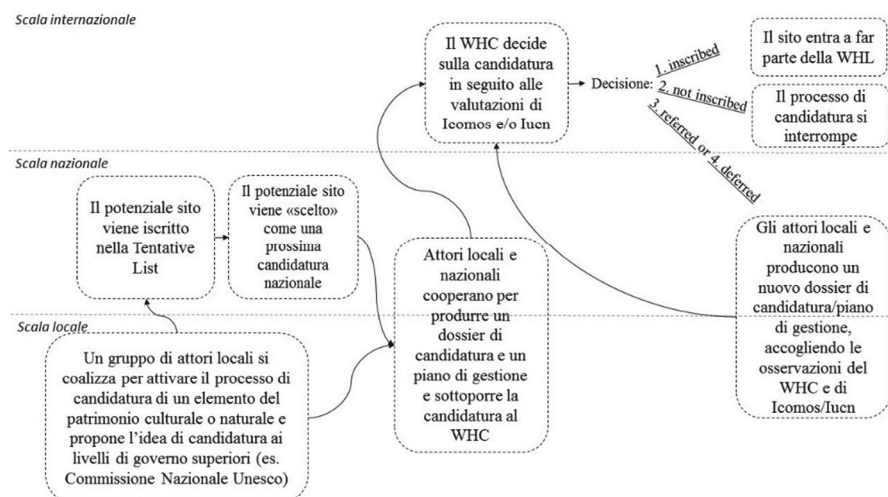 Scala internazionale
Il WHC decide
sulla candidatura
in seguito alle
valutazioni di
Icomos e/o Iucn
Decisione:
1. inscribed
2. not inscribed
3. referred or 4. deferred
Il sito entra a far
parte della WHL
Il processo di
candidatura si
interrompe
Scala nazionale
Il potenziale sito
viene iscritto
nella Tentative
List
Il potenziale sito
viene «scelto»
come una
prossima
candidatura
nazionale
Attori locali e
nazionali
cooperano per
produrre un
dossier di
candidatura e un
piano di gestione
e sottoporre la
candidatura al
WHC
Gli attori locali e
nazionali
producono un
nuovo dossier di
candidatura/piano
di gestione,
accogliendo le
osservazioni del
WHC e di
Icomos/Iucn
Scala locale
Un gruppo di attori locali si
coalizza per attivare il processo di
candidatura di un elemento del
patrimonio culturale o naturale e
propone l'idea di candidatura ai
livelli di governo superiori (es.
Commissione Nazionale Unesco)